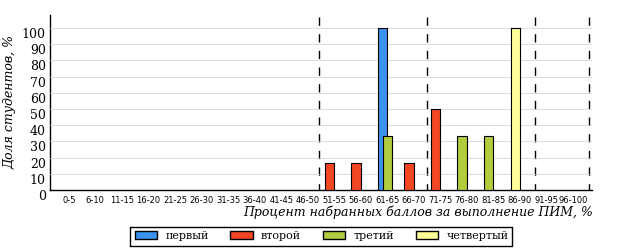 Доля студентов, %
100
90
80
70
60
50
40
30
20
10
0
0-5 6-10 11-15 16-20 21-25 26-30 31-35 36-40 41-45 46-50 51-55 56-60 61-65 66-70 71-75 76-80 81-85 86-90 91-95 96-100
Процент набранных баллов за выполнение ПИМ, %
первый второй третий четвертый